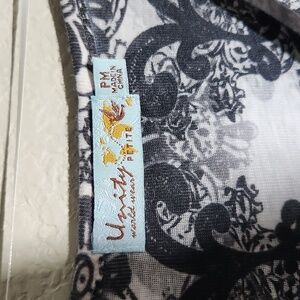 PM
MADE IN
CHINA
Unity
PETITE
world wear